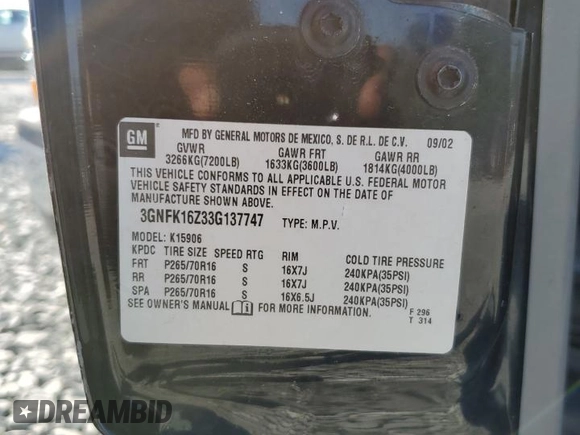 GM
MFD BY GENERAL MOTORS DE MEXICO, S. DE R.L. DE C.V. 09/02
GVWR GAWR FRT GAWR RR
3266KG(7200LB) 1633KG(3600LB) 1814KG(4000LB)
THIS VEHICLE CONFORMS TO ALL APPLICABLE U.S. FEDERAL MOTOR
VEHICLE SAFETY STANDARDS IN EFFECT ON THE DATE OF
MANUFACTURE SHOWN ABOVE.
3GNFK16Z33G137747 TYPE: M.P.V.
MODEL: K15906
KPDC TIRE SIZE SPEED RTG RIM COLD TIRE PRESSURE
FRT P265/70R16 S 16X7J 240KPA(35PSI)
RR P265/70R16 S 16X7J 240KPA(35PSI)
SPA P265/70R16 S 16X6.5J 240KPA(35PSI)
SEE OWNER'S MANUAL FOR MORE INFORMATION.
F 296
T 314
DREAMBID